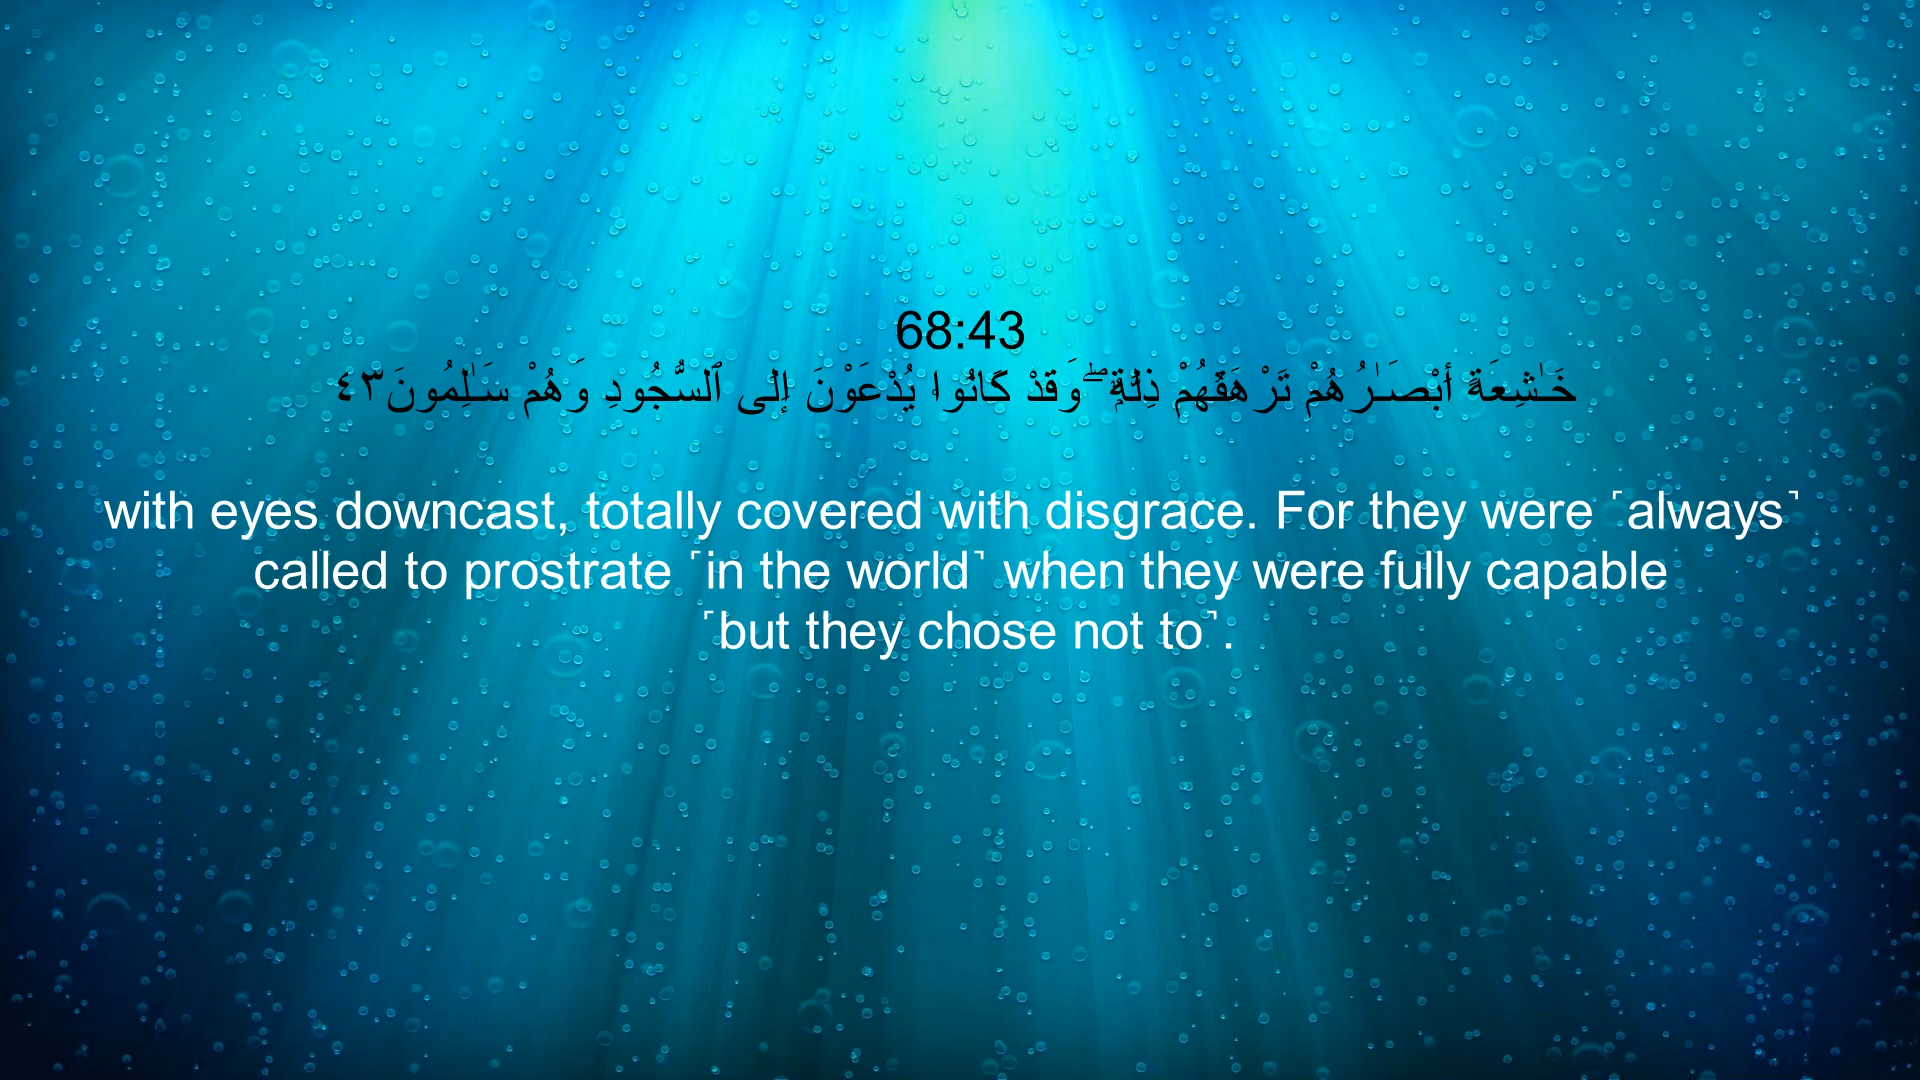 68:43
خَـٰشِعَةً أَبْصَـٰرُهُمْ تَرْهَقُهُمْ ذِلَّةٌۭ ۖ وَقَدْ كَانُوا۟ يُدْعَوْنَ إِلَى ٱلسُّجُودِ وَهُمْ سَـٰلِمُونَ ٤٣
with eyes downcast, totally covered with disgrace. For they were ˹always˺
called to prostrate ˹in the world˺ when they were fully capable
˹but they chose not to˺.